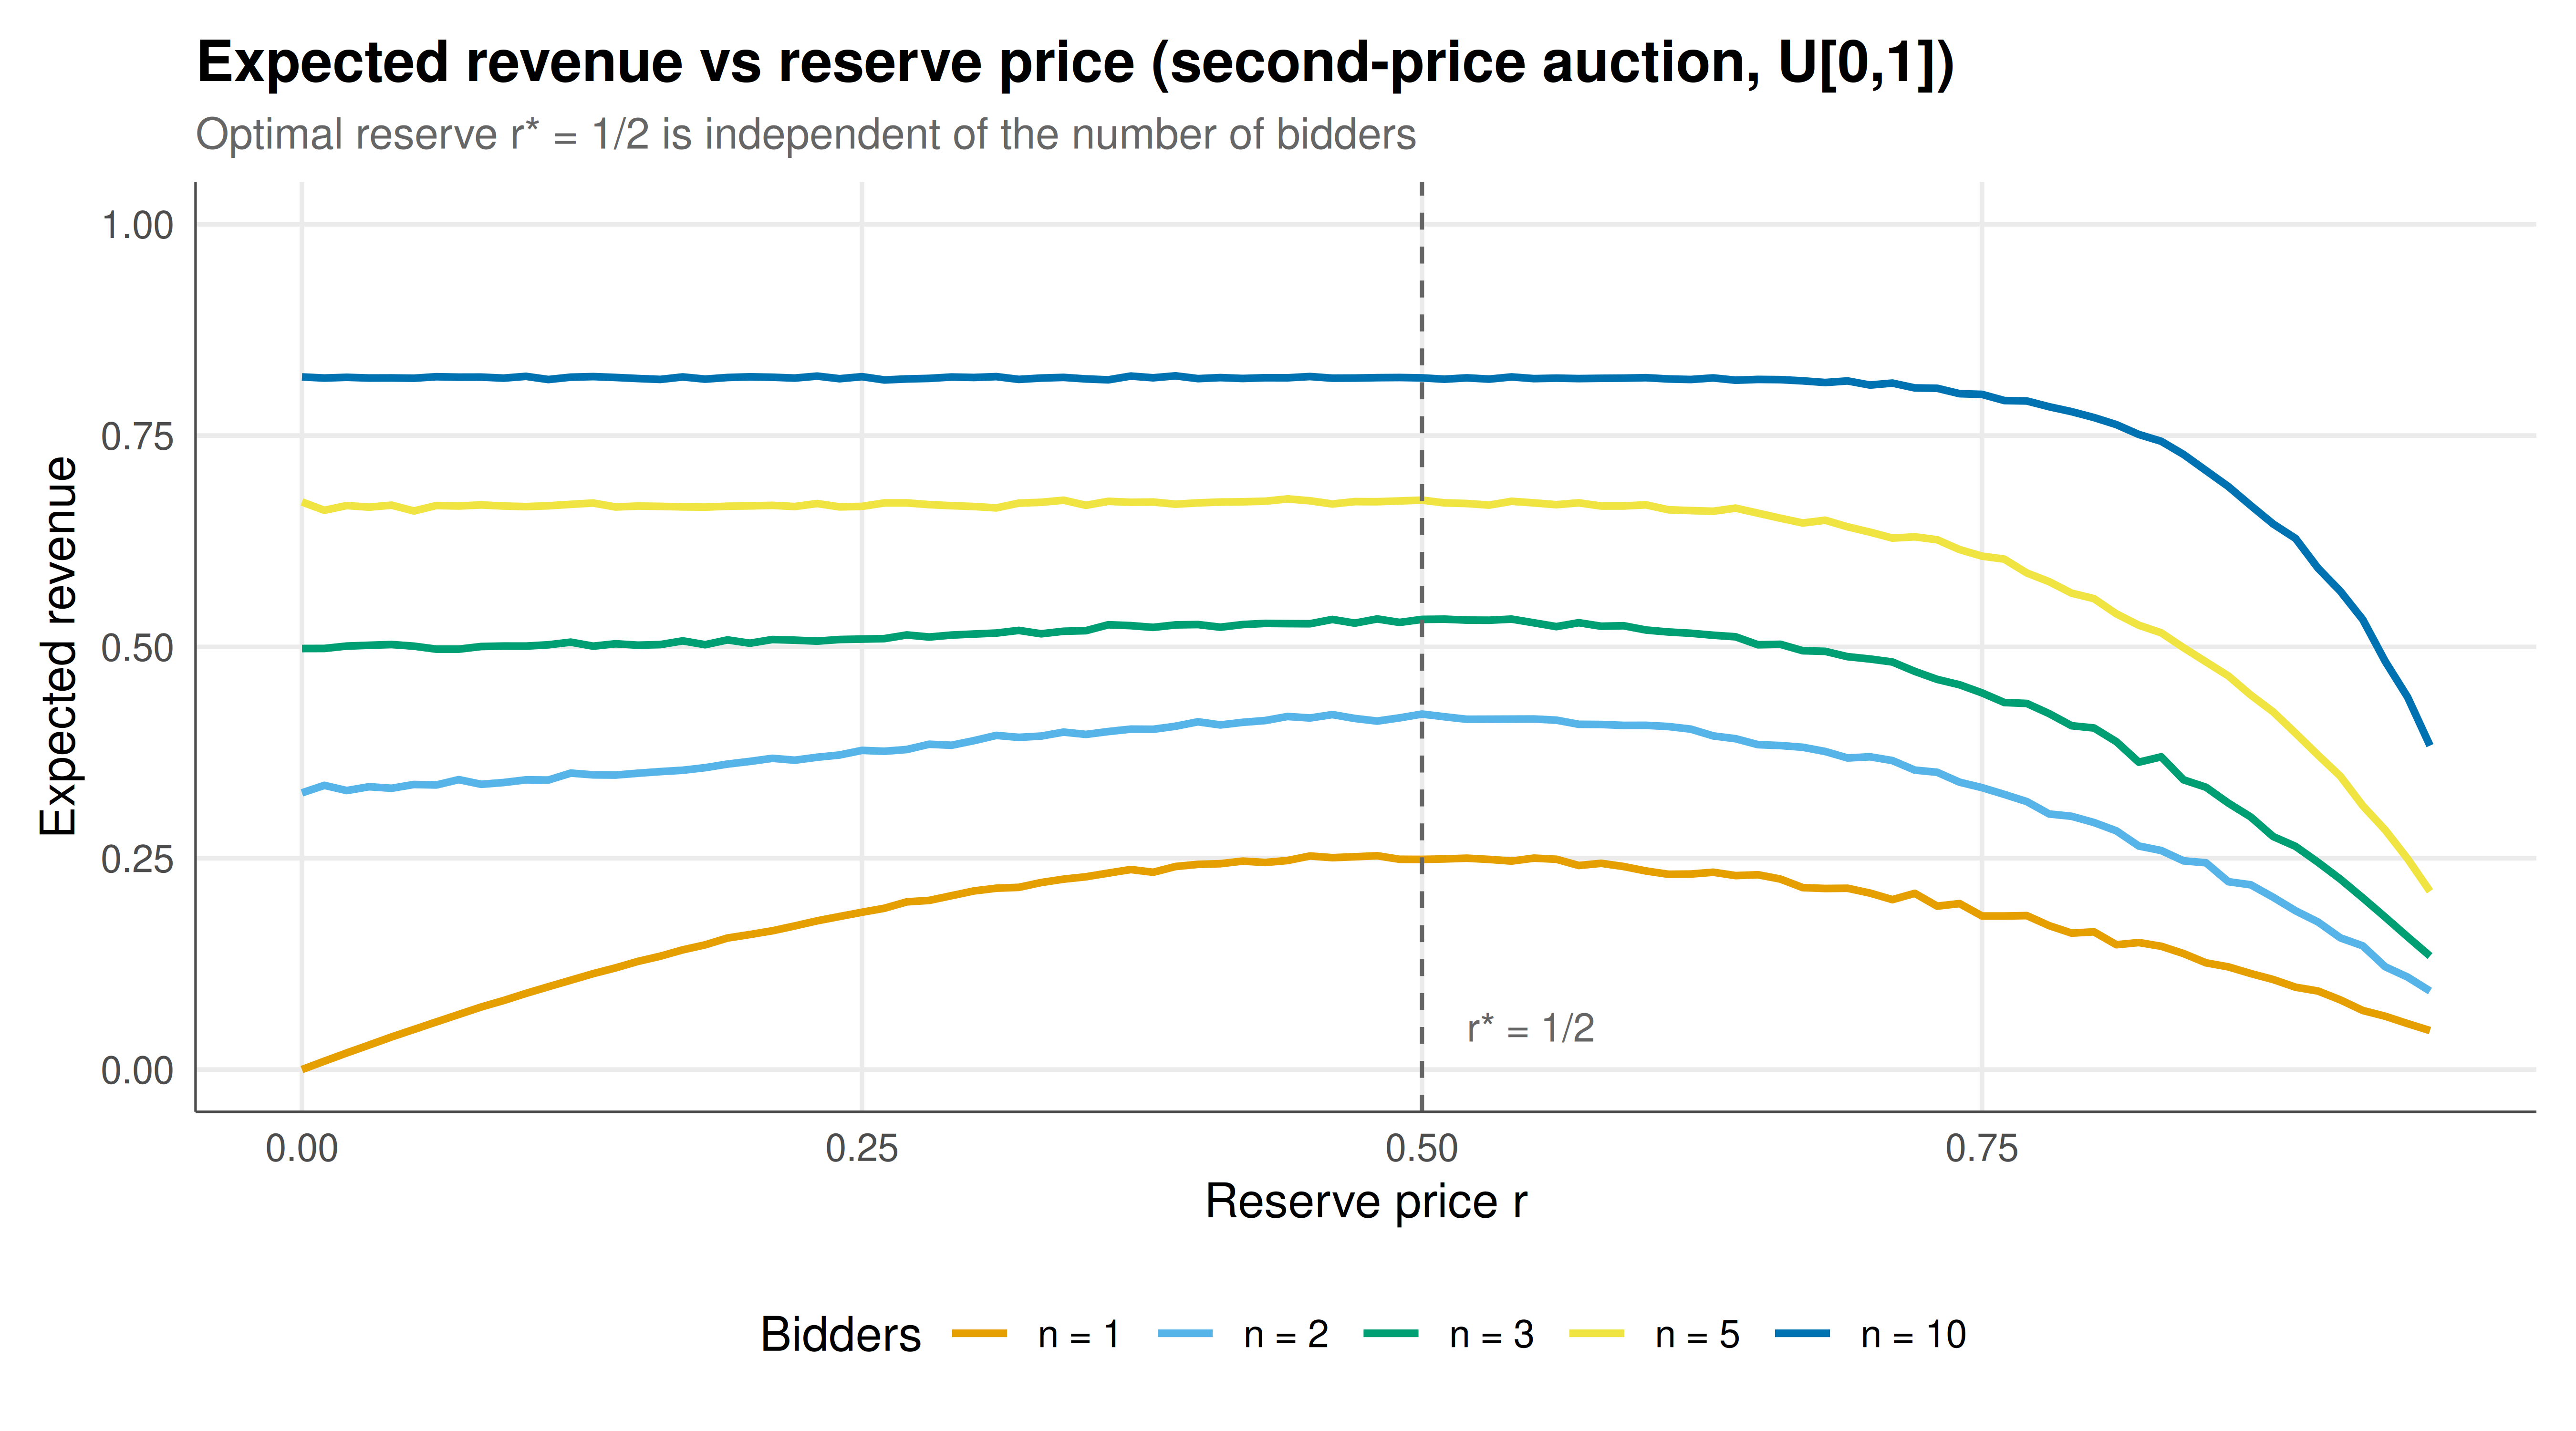 Expected revenue vs reserve price (second-price auction, U[0,1])
Optimal reserve r* = 1/2 is independent of the number of bidders
Expected revenue
1.00
0.75
0.50
0.25
0.00
r* = 1/2
0.00 0.25 0.50 0.75
Reserve price r
Bidders n = 1 n = 2 n = 3 n = 5 n = 10